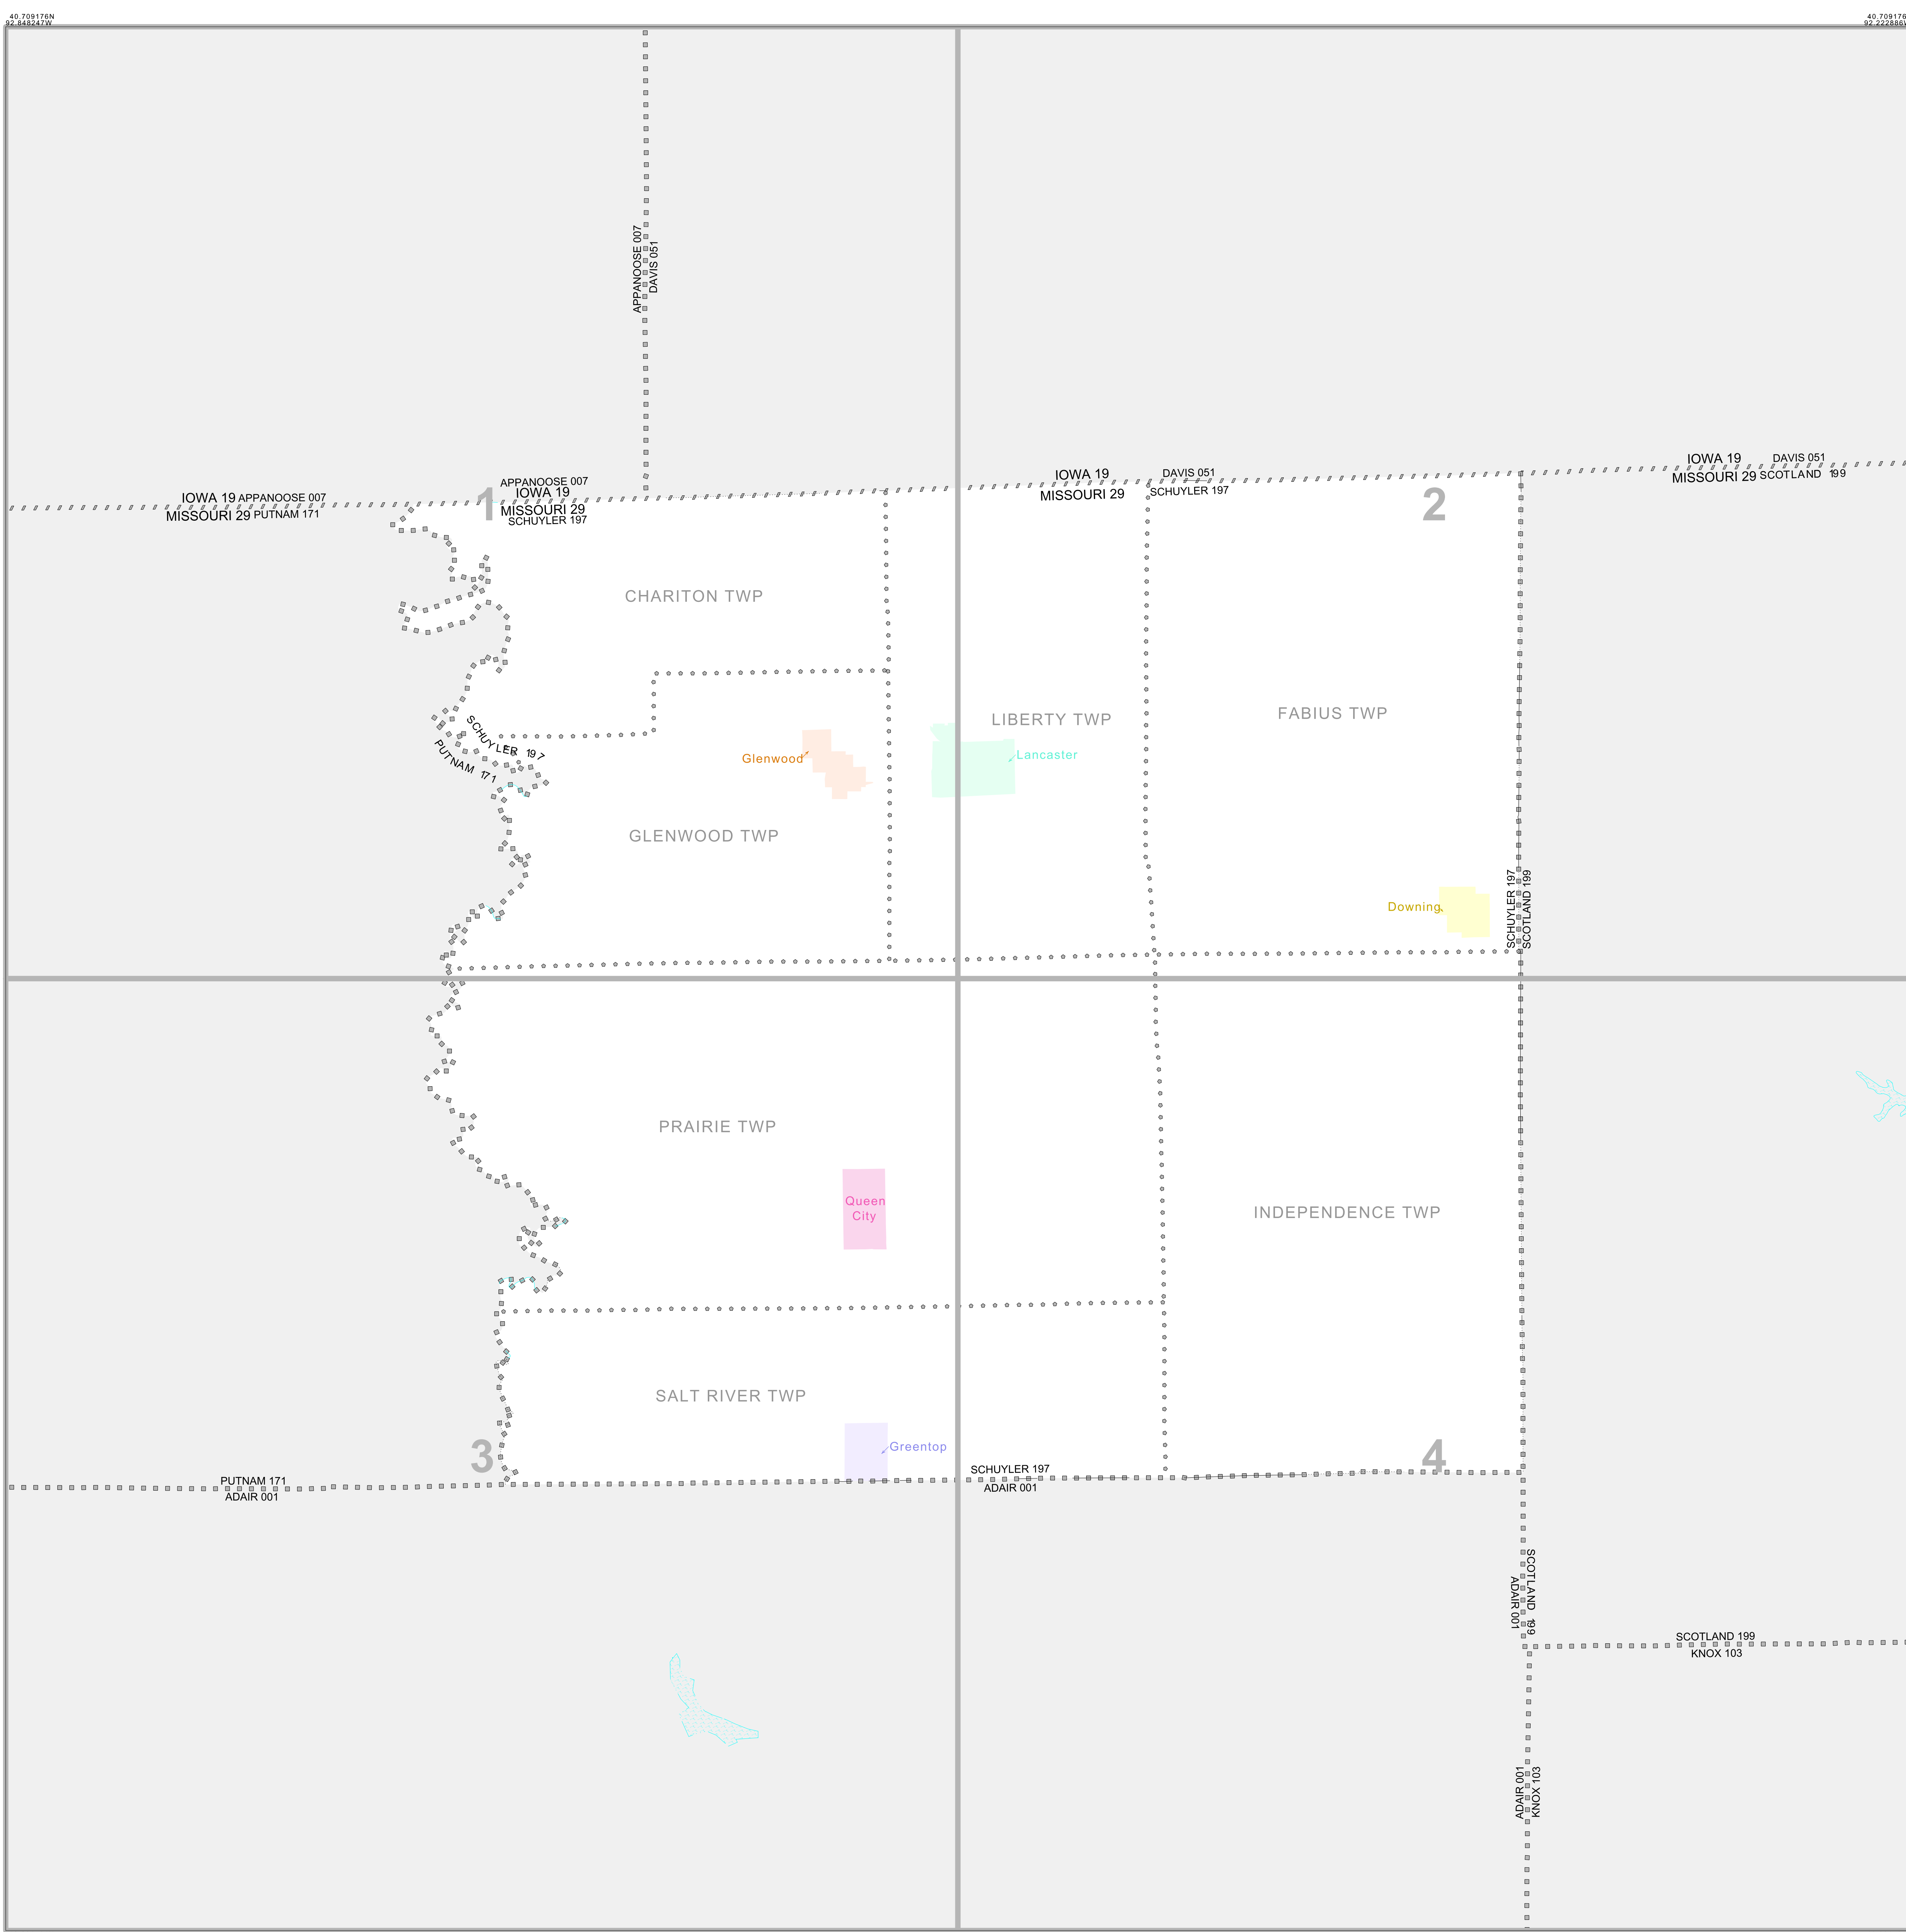 40.709176N
92.848247W
40.709176
92.222886W
APPANOOSE 007
DAVIS 051
IOWA 19 APPANOOSE 007
MISSOURI 29 PUTNAM 171
1
APPANOOSE 007
IOWA 19
MISSOURI 29
SCHUYLER 197
IOWA 19
MISSOURI 29
DAVIS 051
SCHUYLER 197
2
IOWA 19 DAVIS 051
MISSOURI 29 SCOTLAND 199
CHARITON TWP
LIBERTY TWP
FABIUS TWP
SCHUYLER 197
PUTNAM 171
Glenwood
Lancaster
GLENWOOD TWP
Downing
SCHUYLER 197
SCOTLAND 199
PRAIRIE TWP
Queen
City
INDEPENDENCE TWP
SALT RIVER TWP
Greentop
3
4
PUTNAM 171
ADAIR 001
SCHUYLER 197
ADAIR 001
SCOTLAND 199
ADAIR 001
SCOTLAND 199
KNOX 103
ADAIR 001
KNOX 103